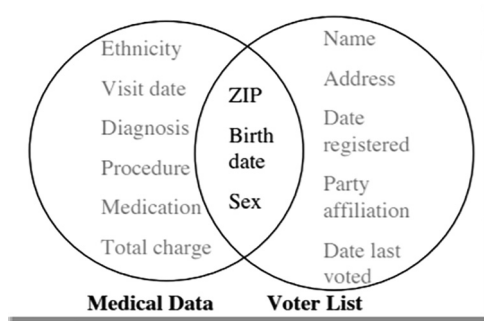 Ethnicity
Visit date
Diagnosis
Procedure
Medication
Total charge
ZIP
Birth
date
Sex
Name
Address
Date
registered
Party
affiliation
Date last
voted
Medical Data
Voter List